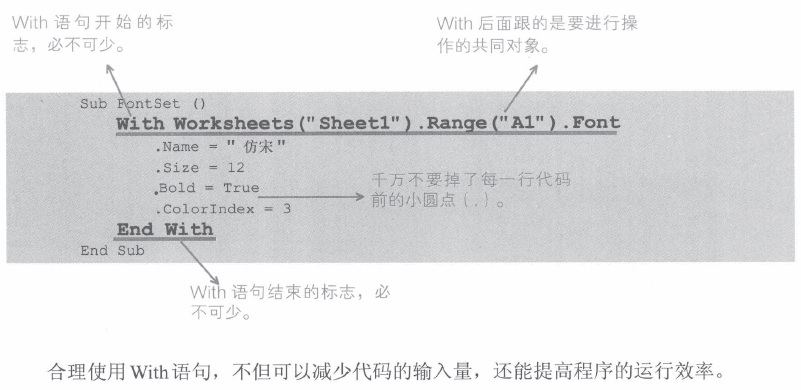 With 语句开始的标
志，必不可少。
With 后面跟的是要进行操
作的共同对象。
Sub FontSet ()
With Worksheets("Sheet1").Range("A1").Font
.Name = " 仿宋 "
.Size = 12
.Bold = True
.ColorIndex = 3
千万不要掉了每一行代码
前的小圆点 (.) 。
End With
End Sub
With 语句结束的标志，必
不可少。
合理使用 With 语句，不但可以减少代码的输入量，还能提高程序的运行效率。